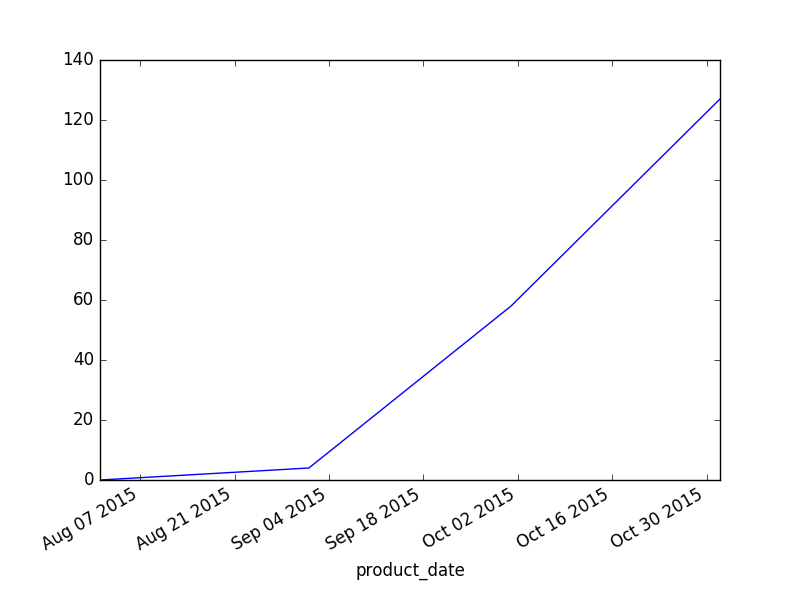 140
120
100
80
60
40
20
0
Aug 07 2015
Aug 21 2015
Sep 04 2015
Sep 18 2015
Oct 02 2015
Oct 16 2015
Oct 30 2015
product_date